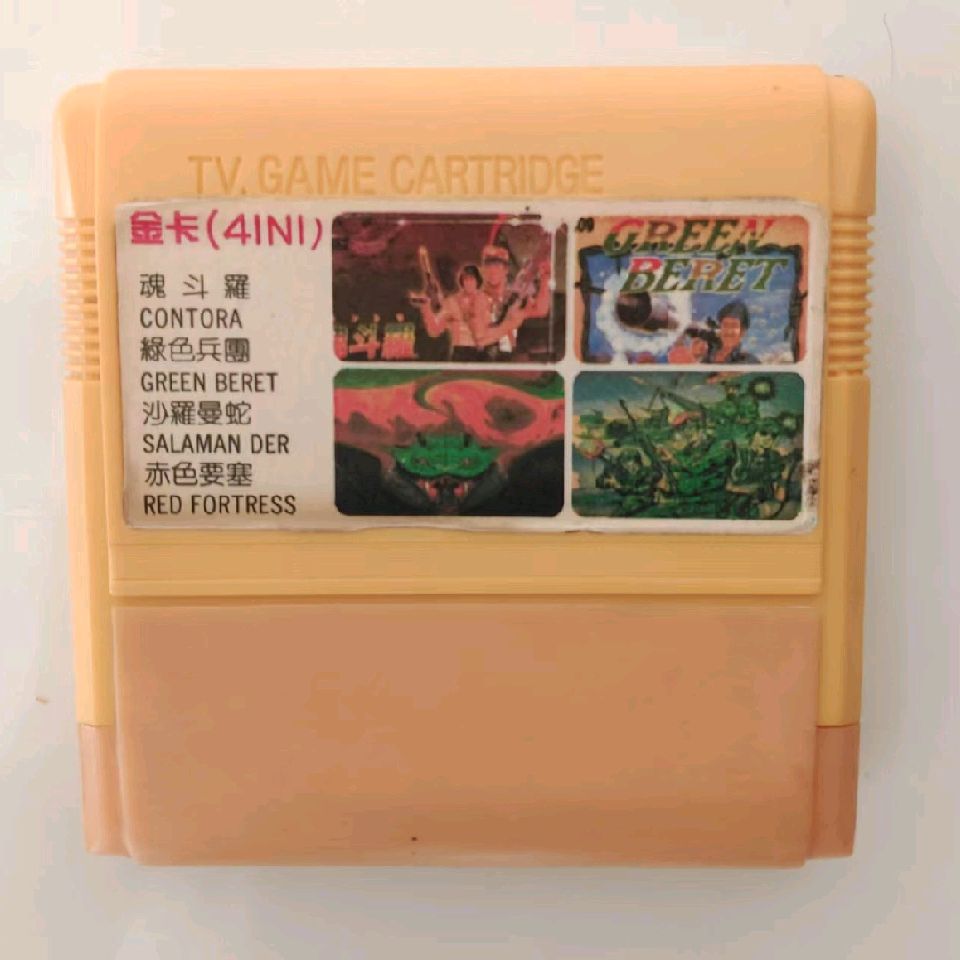 TV. GAME CARTRIDGE
金卡(4IN1)
魂斗羅
CONTORA
綠色兵團
GREEN BERET
沙羅曼蛇
SALAMAN DER
赤色要塞
RED FORTRESS
GREEN
BERET